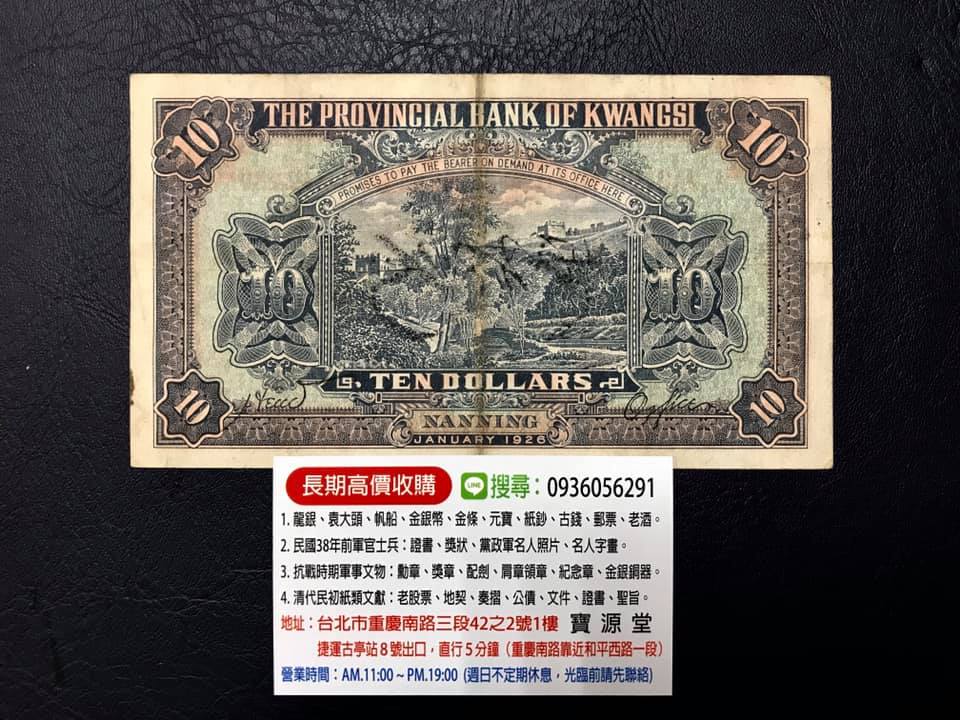 THE PROVINCIAL BANK OF KWANGSI
10
10
PROMISES TO PAY THE BEARER ON DEMAND AT ITS OFFICE HERE
10
10
TEN DOLLARS
10
10
NANNING
JANUARY 1926
長期高價收購 LINE 搜尋：0936056291
1. 龍銀、袁大頭、帆船、金銀幣、金條、元寶、紙鈔、古錢、郵票、老酒。
2. 民國38年前軍官士兵：證書、獎狀、黨政軍名人照片、名人字畫。
3. 抗戰時期軍事文物：勳章、獎章、配劍、肩章領章、紀念章、金銀銅器。
4. 清代民初紙類文獻：老股票、地契、奏摺、公債、文件、證書、聖旨。
地址：台北市重慶南路三段42之2號1樓 寶源堂
捷運古亭站8號出口，直行5分鐘（重慶南路靠近和平西路一段）
營業時間：AM.11:00 ~ PM.19:00 (週日不定期休息，光臨前請先聯絡)